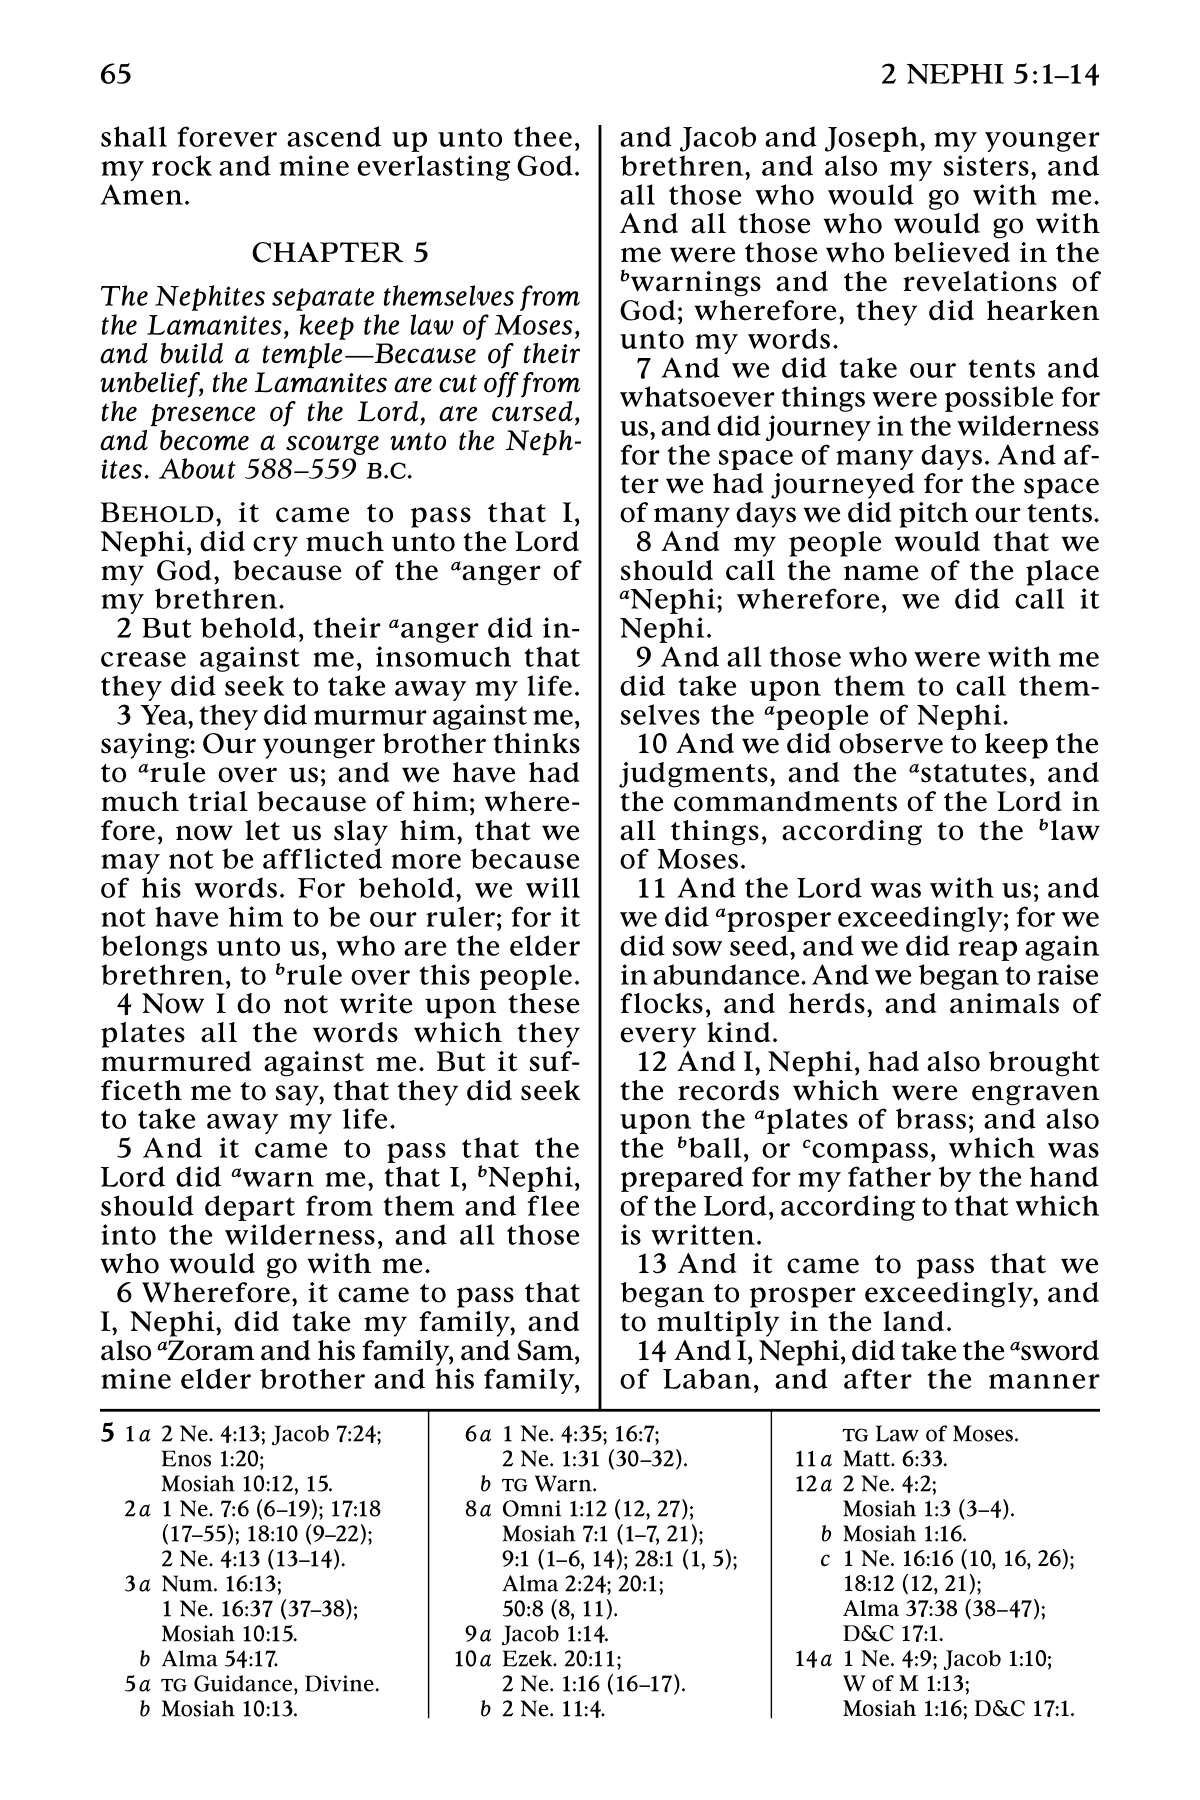 65
2 NEPHI 5:1–14
shall forever ascend up unto thee,
my rock and mine everlasting God.
Amen.
CHAPTER 5
The Nephites separate themselves from
the Lamanites, keep the law of Moses,
and build a temple—Because of their
unbelief, the Lamanites are cut off from
the presence of the Lord, are cursed,
and become a scourge unto the Neph-
ites. About 588–559 B.C.
BEHOLD, it came to pass that I,
Nephi, did cry much unto the Lord
my God, because of the aanger of
my brethren.
2 But behold, their aanger did in-
crease against me, insomuch that
they did seek to take away my life.
3 Yea, they did murmur against me,
saying: Our younger brother thinks
to arule over us; and we have had
much trial because of him; where-
fore, now let us slay him, that we
may not be afflicted more because
of his words. For behold, we will
not have him to be our ruler; for it
belongs unto us, who are the elder
brethren, to brule over this people.
4 Now I do not write upon these
plates all the words which they
murmured against me. But it suf-
ficeth me to say, that they did seek
to take away my life.
5 And it came to pass that the
Lord did awarn me, that I, bNephi,
should depart from them and flee
into the wilderness, and all those
who would go with me.
6 Wherefore, it came to pass that
I, Nephi, did take my family, and
also aZoram and his family, and Sam,
mine elder brother and his family,
and Jacob and Joseph, my younger
brethren, and also my sisters, and
all those who would go with me.
And all those who would go with
me were those who believed in the
bwarnings and the revelations of
God; wherefore, they did hearken
unto my words.
7 And we did take our tents and
whatsoever things were possible for
us, and did journey in the wilderness
for the space of many days. And af-
ter we had journeyed for the space
of many days we did pitch our tents.
8 And my people would that we
should call the name of the place
aNephi; wherefore, we did call it
Nephi.
9 And all those who were with me
did take upon them to call them-
selves the apeople of Nephi.
10 And we did observe to keep the
judgments, and the astatutes, and
the commandments of the Lord in
all things, according to the blaw
of Moses.
11 And the Lord was with us; and
we did aprosper exceedingly; for we
did sow seed, and we did reap again
in abundance. And we began to raise
flocks, and herds, and animals of
every kind.
12 And I, Nephi, had also brought
the records which were engraven
upon the aplates of brass; and also
the bball, or ccompass, which was
prepared for my father by the hand
of the Lord, according to that which
is written.
13 And it came to pass that we
began to prosper exceedingly, and
to multiply in the land.
14 And I, Nephi, did take the asword
of Laban, and after the manner
5 1a 2 Ne. 4:13; Jacob 7:24;
Enos 1:20;
Mosiah 10:12, 15.
2a 1 Ne. 7:6 (6–19); 17:18
(17–55); 18:10 (9–22);
2 Ne. 4:13 (13–14).
3a Num. 16:13;
1 Ne. 16:37 (37–38);
Mosiah 10:15.
b Alma 54:17.
5a TG Guidance, Divine.
b Mosiah 10:13.
6a 1 Ne. 4:35; 16:7;
2 Ne. 1:31 (30–32).
b TG Warn.
8a Omni 1:12 (12, 27);
Mosiah 7:1 (1–7, 21);
9:1 (1–6, 14); 28:1 (1, 5);
Alma 2:24; 20:1;
50:8 (8, 11).
9a Jacob 1:14.
10a Ezek. 20:11;
2 Ne. 1:16 (16–17).
b 2 Ne. 11:4.
TG Law of Moses.
11a Matt. 6:33.
12a 2 Ne. 4:2;
Mosiah 1:3 (3–4).
b Mosiah 1:16.
c 1 Ne. 16:16 (10, 16, 26);
18:12 (12, 21);
Alma 37:38 (38–47);
D&C 17:1.
14a 1 Ne. 4:9; Jacob 1:10;
W of M 1:13;
Mosiah 1:16; D&C 17:1.